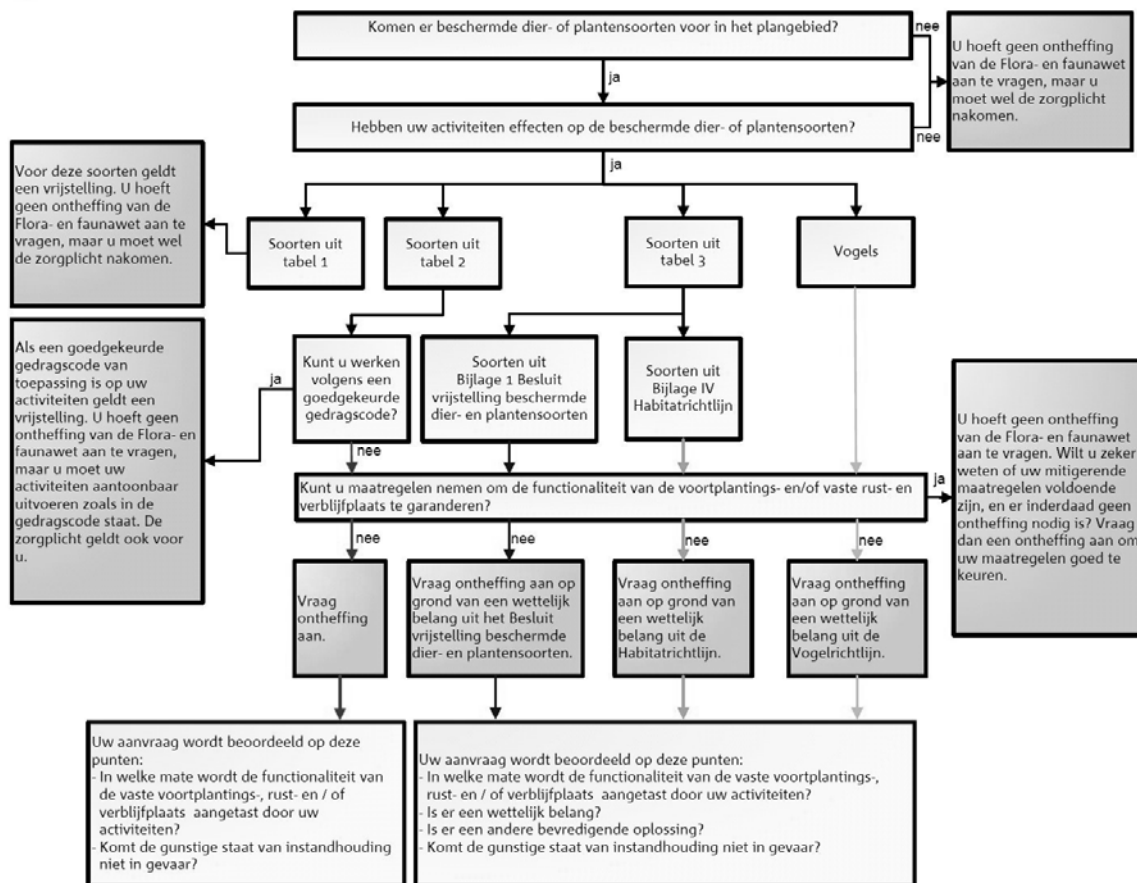 Komen er beschermde dier- of plantensoorten voor in het plangebied?
nee
U hoeft geen ontheffing
van de Flora- en faunawet
aan te vragen, maar u
moet wel de zorgplicht
nakomen.
ja
Hebben uw activiteiten effecten op de beschermde dier- of plantensoorten?
nee
ja
Voor deze soorten geldt
een vrijstelling. U hoeft
geen ontheffing van de
Flora- en faunawet aan te
vragen, maar u moet wel
de zorgplicht nakomen.
Soorten uit
tabel 1
Soorten uit
tabel 2
Soorten uit
tabel 3
Vogels
Als een goedgekeurde
gedragscode van
toepassing is op uw
activiteiten geldt een
vrijstelling. U hoeft geen
ontheffing van de Flora- en
faunawet aan te vragen,
maar u moet uw
activiteiten aantoonbaar
uitvoeren zoals in de
gedragscode staat. De
zorgplicht geldt ook voor
u.
ja
Kunt u werken
volgens een
goedgekeurde
gedragscode?
Soorten uit
Bijlage 1 Besluit
vrijstelling beschermde
dier- en plantensoorten
Soorten uit
Bijlage IV
Habitatrichtlijn
nee
Kunt u maatregelen nemen om de functionaliteit van de voortplantings- en/of vaste rust- en
verblijfplaats te garanderen?
ja
U hoeft geen ontheffing
van de Flora- en faunawet
aan te vragen. Wilt u zeker
weten of uw mitigerende
maatregelen voldoende
zijn, en er inderdaad geen
ontheffing nodig is? Vraag
dan een ontheffing aan om
uw maatregelen goed te
keuren.
nee
nee
nee
nee
Vraag
ontheffing
aan.
Vraag ontheffing aan op
grond van een wettelijk
belang uit het Besluit
vrijstelling beschermde
dier- en plantensoorten.
Vraag ontheffing
aan op grond van
een wettelijk
belang uit de
Habitatrichtlijn.
Vraag ontheffing
aan op grond van
een wettelijk
belang uit de
Vogelrichtlijn.
Uw aanvraag wordt beoordeeld op deze
punten:
- In welke mate wordt de functionaliteit van
de vaste voortplantings-, rust- en / of
verblijfplaats aangetast door uw
activiteiten?
- Komt de gunstige staat van instandhouding
niet in gevaar?
Uw aanvraag wordt beoordeeld op deze punten:
- In welke mate wordt de functionaliteit van de vaste voortplantings-,
rust- en / of verblijfplaats aangetast door uw activiteiten?
- Is er een wettelijk belang?
- Is er een andere bevredigende oplossing?
- Komt de gunstige staat van instandhouding niet in gevaar?